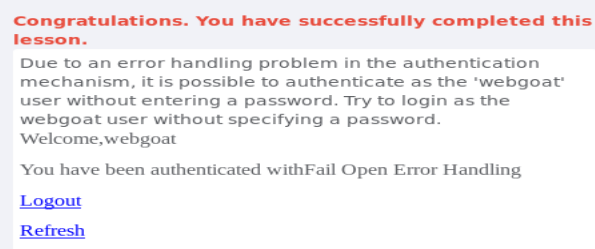 Congratulations. You have successfully completed this
lesson.
Due to an error handling problem in the authentication
mechanism, it is possible to authenticate as the 'webgoat'
user without entering a password. Try to login as the
webgoat user without specifying a password.
Welcome,webgoat
You have been authenticated withFail Open Error Handling
Logout
Refresh